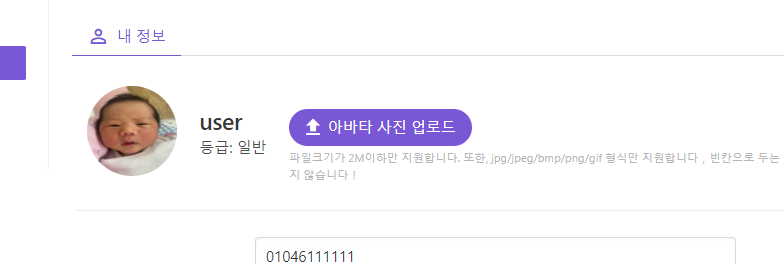 내 정보
user
아바타 사진 업로드
등급: 일반
파일크기가 2M이하만 지원합니다. 또한, jpg/jpeg/bmp/png/gif 형식만 지원합니다 , 빈칸으로 두는
지 않습니다 !
01046111111